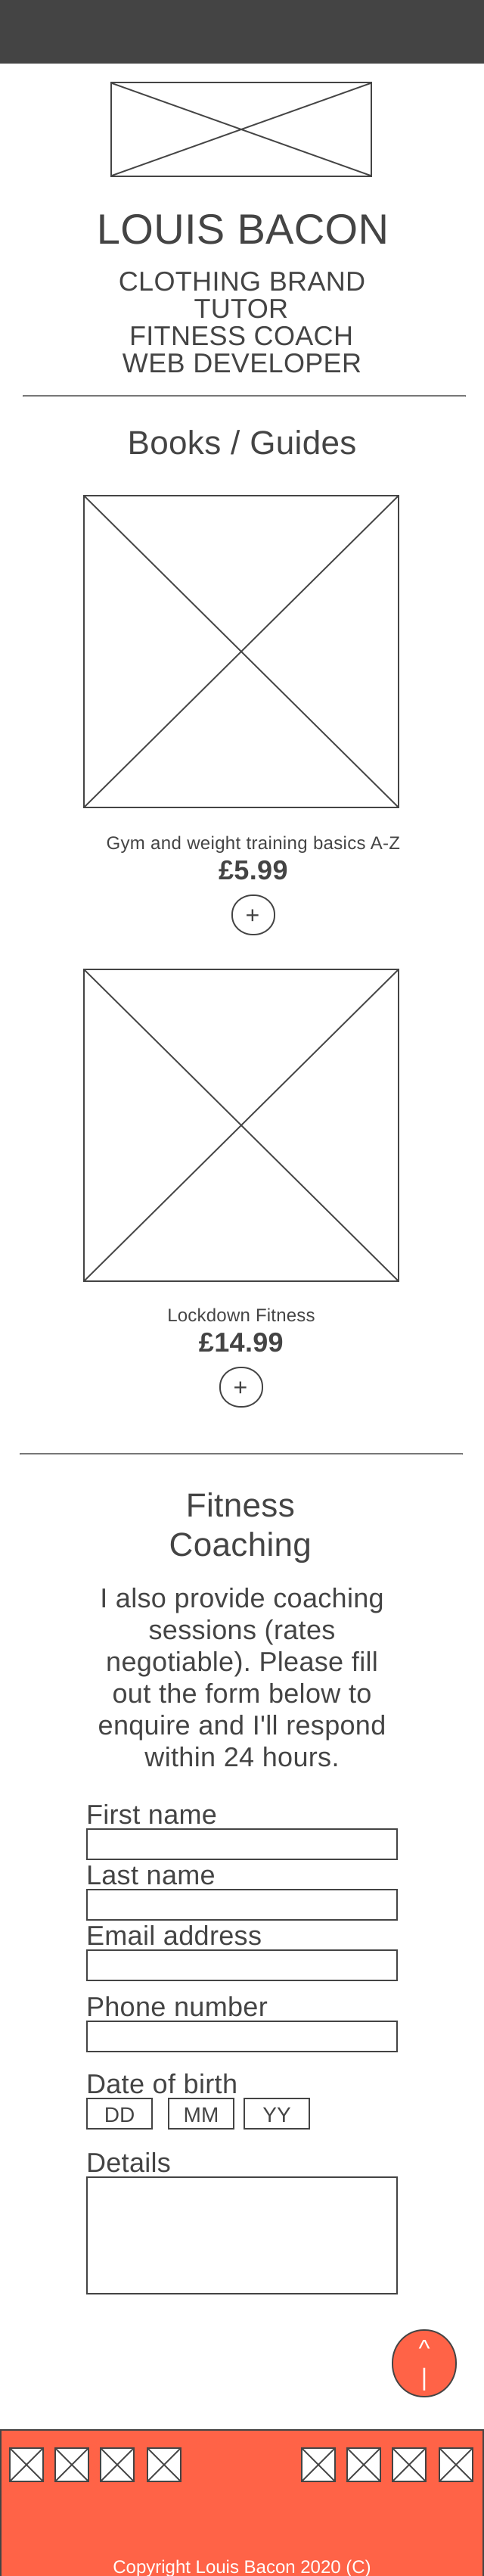 LOUIS BACON
CLOTHING BRAND
TUTOR
FITNESS COACH
WEB DEVELOPER
Books / Guides
Gym and weight training basics A-Z
£5.99
+
Lockdown Fitness
£14.99
+
Fitness
Coaching
I also provide coaching
sessions (rates
negotiable). Please fill
out the form below to
enquire and I'll respond
within 24 hours.
First name
Last name
Email address
Phone number
Date of birth
DD MM YY
Details
^
|
Copyright Louis Bacon 2020 (C)